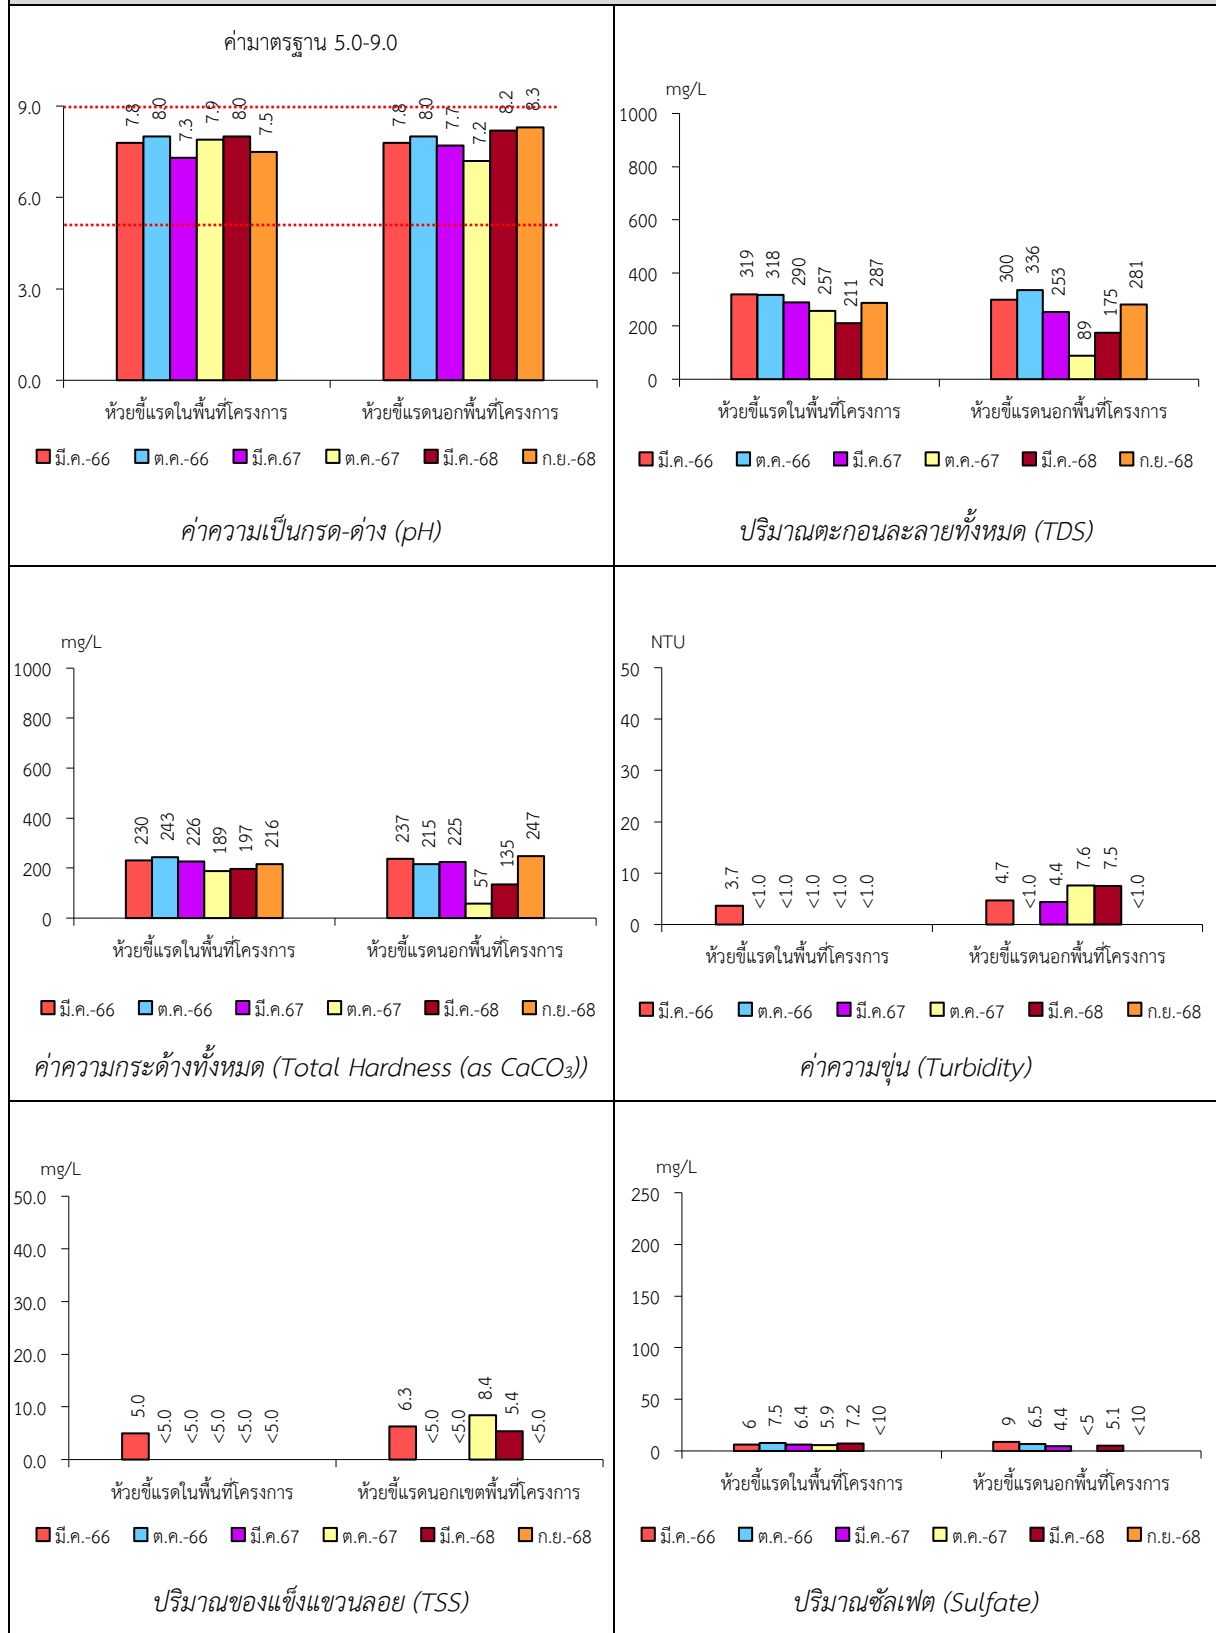 ค่ามาตรฐาน 5.0-9.0
9.0
6.0
3.0
0.0
7.8 8.0 7.3 7.9 8.0 7.5
7.8 8.0 7.7 7.2 8.2 8.3
ห้วยขี้แรดในพื้นที่โครงการ ห้วยขี้แรดนอกพื้นที่โครงการ
มี.ค.-66 ต.ค.-66 มี.ค.67 ต.ค.-67 มี.ค.-68 ก.ย.-68
ค่าความเป็นกรด-ด่าง (pH)
mg/L
1000
800
600
400
200
0
319 318 290 257 211 287
300 336 253 89 175 281
ห้วยขี้แรดในพื้นที่โครงการ ห้วยขี้แรดนอกพื้นที่โครงการ
มี.ค.-66 ต.ค.-66 มี.ค.67 ต.ค.-67 มี.ค.-68 ก.ย.-68
ปริมาณตะกอนละลายทั้งหมด (TDS)
mg/L
1000
800
600
400
200
0
230 243 226 189 197 216
237 215 225 57 135 247
ห้วยขี้แรดในพื้นที่โครงการ ห้วยขี้แรดนอกพื้นที่โครงการ
มี.ค.-66 ต.ค.-66 มี.ค.67 ต.ค.-67 มี.ค.-68 ก.ย.-68
ค่าความกระด้างทั้งหมด (Total Hardness (as CaCO₃))
NTU
50
40
30
20
10
0
3.7 <1.0 <1.0 <1.0 <1.0 <1.0
4.7 <1.0 4.4 7.6 7.5 <1.0
ห้วยขี้แรดในพื้นที่โครงการ ห้วยขี้แรดนอกพื้นที่โครงการ
มี.ค.-66 ต.ค.-66 มี.ค.67 ต.ค.-67 มี.ค.-68 ก.ย.-68
ค่าความขุ่น (Turbidity)
mg/L
50.0
40.0
30.0
20.0
10.0
0.0
5.0 <5.0 <5.0 <5.0 <5.0 <5.0
6.3 <5.0 <5.0 8.4 5.4 <5.0
ห้วยขี้แรดในพื้นที่โครงการ ห้วยขี้แรดนอกเขตพื้นที่โครงการ
มี.ค.-66 ต.ค.-66 มี.ค.67 ต.ค.-67 มี.ค.-68 ก.ย.-68
ปริมาณของแข็งแขวนลอย (TSS)
mg/L
250
200
150
100
50
0
6 7.5 6.4 5.9 7.2 <10
9 6.5 4.4 <5 5.1 <10
ห้วยขี้แรดในพื้นที่โครงการ ห้วยขี้แรดนอกพื้นที่โครงการ
มี.ค.-66 ต.ค.-66 มี.ค.-67 ต.ค.-67 มี.ค.-68 ก.ย.-68
ปริมาณซัลเฟต (Sulfate)